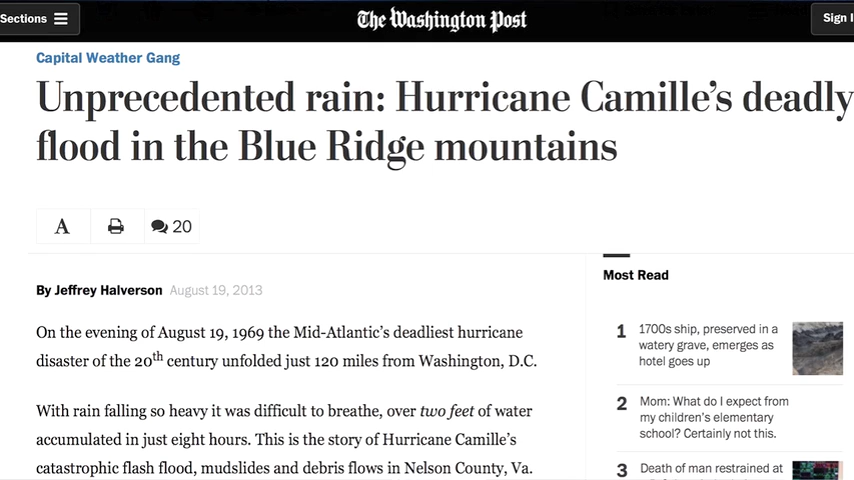 Sections
The Washington Post
Sign
Capital Weather Gang
Unprecedented rain: Hurricane Camille's deadly
flood in the Blue Ridge mountains
A
20
By Jeffrey Halverson August 19, 2013
On the evening of August 19, 1969 the Mid-Atlantic's deadliest hurricane
disaster of the 20th century unfolded just 120 miles from Washington, D.C.
With rain falling so heavy it was difficult to breathe, over two feet of water
accumulated in just eight hours. This is the story of Hurricane Camille's
catastrophic flash flood, mudslides and debris flows in Nelson County, Va.
Most Read
1 1700s ship, preserved in a
watery grave, emerges as
hotel goes up
2 Mom: What do I expect from
my children's elementary
school? Certainly not this.
3 Death of man restrained at